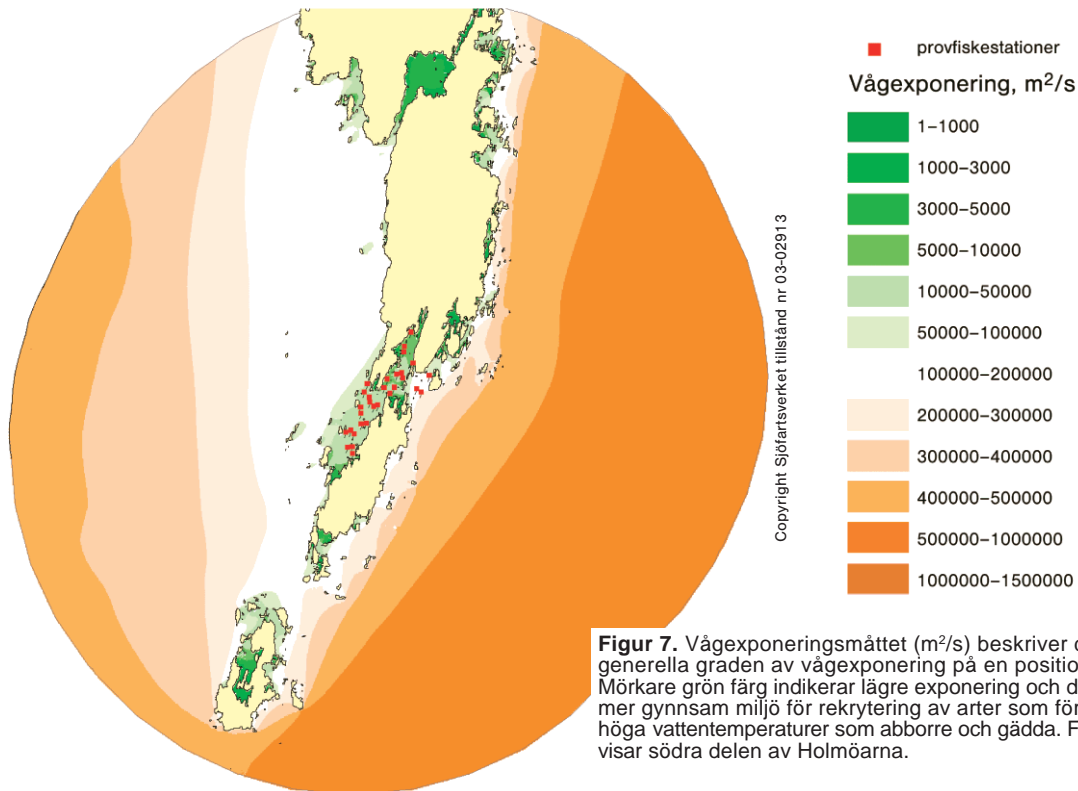 provfiskestationer
Vågexponering, m²/s
1–1000
1000–3000
3000–5000
5000–10000
10000–50000
50000–100000
100000–200000
200000–300000
300000–400000
400000–500000
500000–1000000
1000000–1500000
Copyright Sjöfartsverket tillstånd nr 03-02913
Figur 7. Vågexponeringsmåttet (m²/s) beskriver
generella graden av vågexponering på en position
Mörkare grön färg indikerar lägre exponering och
mer gynnsam miljö för rekrytering av arter som
höga vattentemperaturer som abborre och gädda.
visar södra delen av Holmöarna.